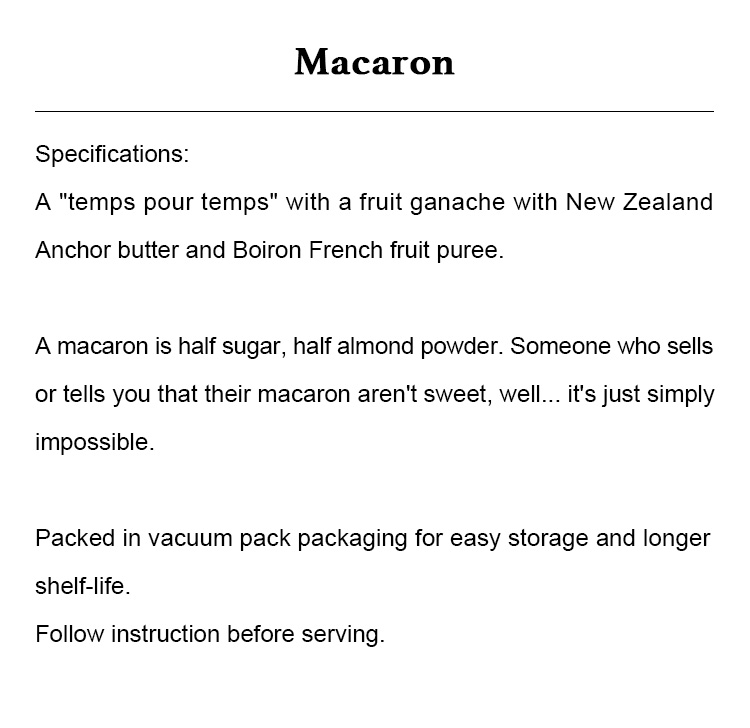 Macaron
Specifications:
A "temps pour temps" with a fruit ganache with New Zealand
Anchor butter and Boiron French fruit puree.
A macaron is half sugar, half almond powder. Someone who sells
or tells you that their macaron aren't sweet, well... it's just simply
impossible.
Packed in vacuum pack packaging for easy storage and longer
shelf-life.
Follow instruction before serving.